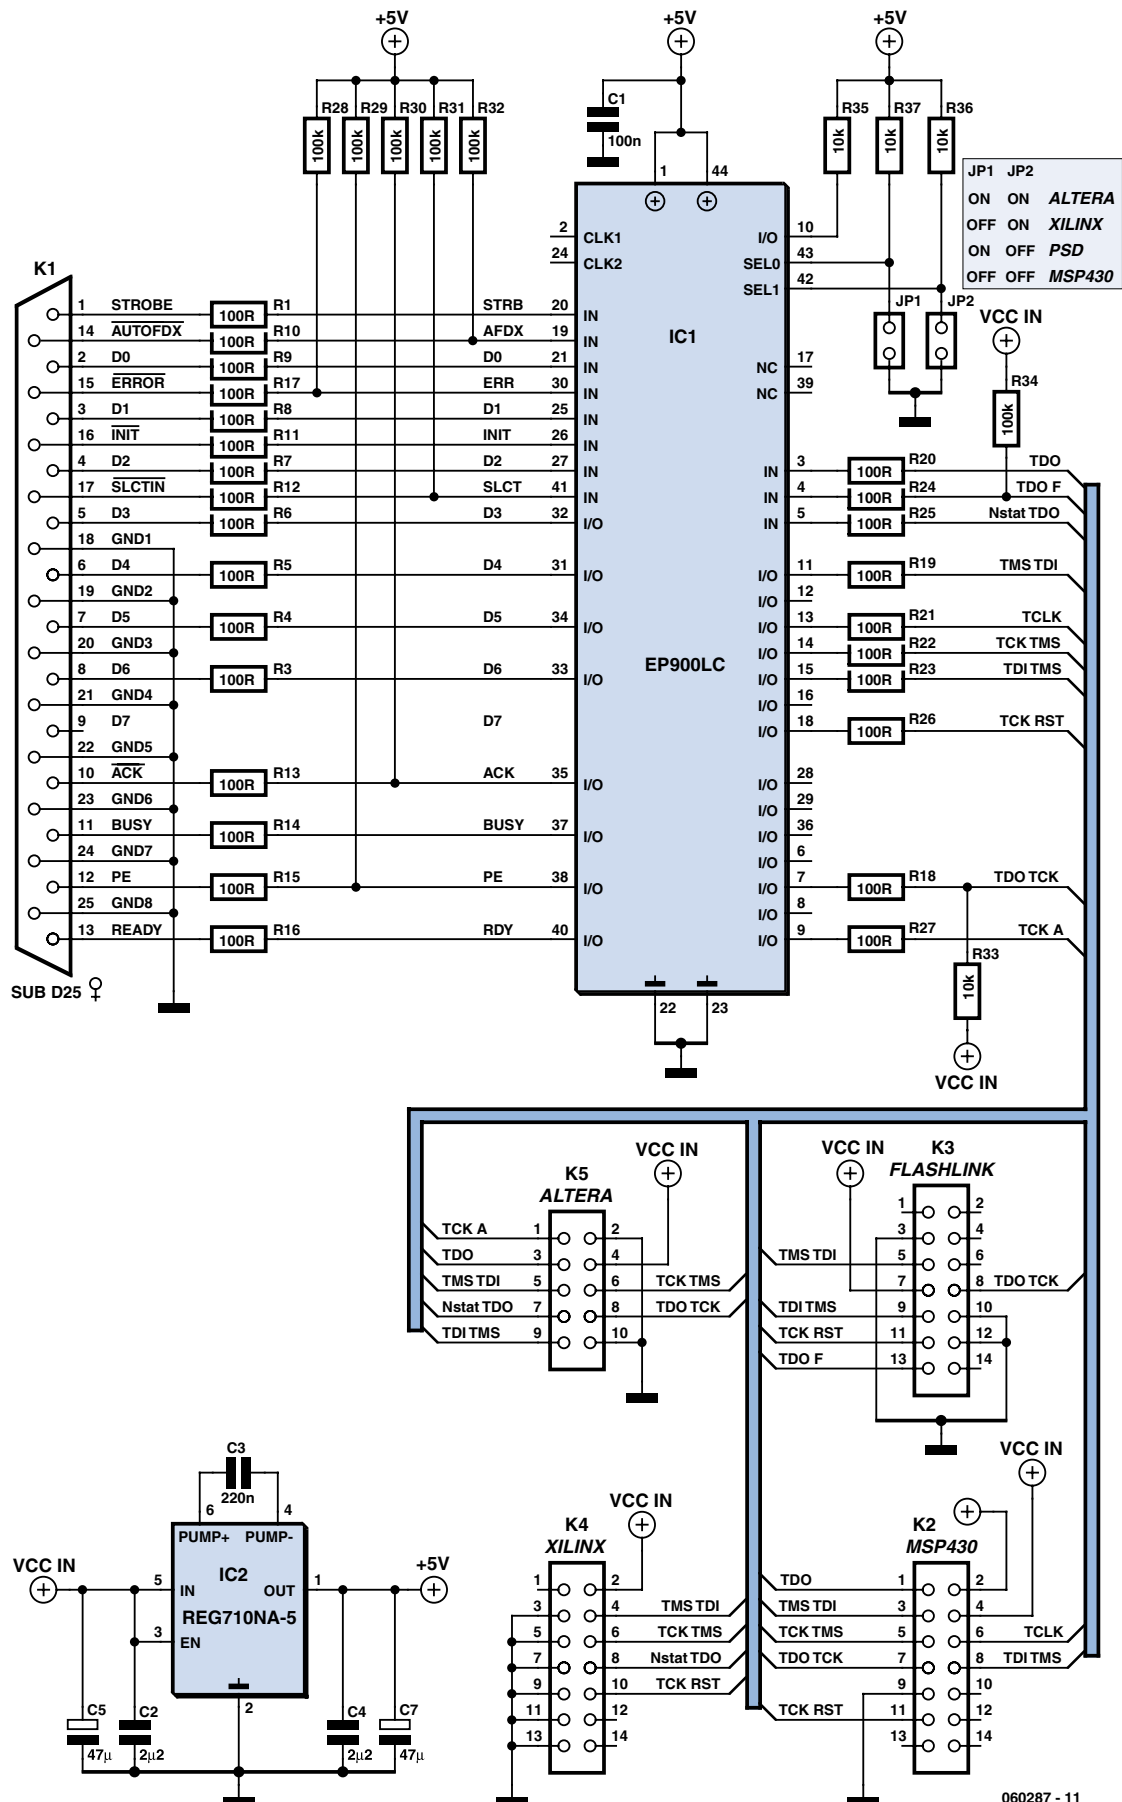 +5V
+5V
+5V
R28 R29 R30 R31 R32
100k 100k 100k 100k 100k
C1
100n
R35 R37 R36
10k 10k 10k
JP1 JP2
ON ON ALTERA
OFF ON XILINX
ON OFF PSD
OFF OFF MSP430
1 44
K1
2 CLK1
24 CLK2
I/O 10
SEL0 43
SEL1 42
JP1 JP2
VCC IN
R34
100k
IC1
EP900LC
1 STROBE 100R R1 STRB 20 IN
14 AUTOFDX 100R R10 AFDX 19 IN
2 D0 100R R9 D0 21 IN
15 ERROR 100R R17 ERR 30 IN
3 D1 100R R8 D1 25 IN
16 INIT 100R R11 INIT 26 IN
4 D2 100R R7 D2 27 IN
17 SLCTIN 100R R12 SLCT 41 IN
5 D3 100R R6 D3 32 I/O
18 GND1
6 D4 100R R5 D4 31 I/O
19 GND2
7 D5 100R R4 D5 34 I/O
20 GND3
8 D6 100R R3 D6 33 I/O
21 GND4
9 D7 D7
22 GND5
10 ACK 100R R13 ACK 35 I/O
23 GND6
11 BUSY 100R R14 BUSY 37 I/O
24 GND7
12 PE 100R R15 PE 38 I/O
25 GND8
13 READY 100R R16 RDY 40 I/O
SUB D25
NC 17
NC 39
IN 3 100R R20 TDO
IN 4 100R R24 TDO F
IN 5 100R R25 Nstat TDO
I/O 11 100R R19 TMS TDI
I/O 12
I/O 13 100R R21 TCLK
I/O 14 100R R22 TCK TMS
I/O 15 100R R23 TDI TMS
I/O 16
I/O 18 100R R26 TCK RST
I/O 28
I/O 29
I/O 36
I/O 6
I/O 7 100R R18 TDO TCK
I/O 8
I/O 9 100R R27 TCK A
R33
10k
VCC IN
22 23
K5
ALTERA
VCC IN
TCK A 1 2
TDO 3 4
TMS TDI 5 6 TCK TMS
Nstat TDO 7 8 TDO TCK
TDI TMS 9 10
VCC IN
K3
FLASHLINK
1 2
3 4
TMS TDI 5 6
7 8 TDO TCK
TDI TMS 9 10
TCK RST 11 12
TDO F 13 14
C3
220n
6 4
PUMP+ PUMP-
VCC IN
5 IN
IC2
OUT 1
+5V
REG710NA-5
3 EN
2
C5
47µ
C2
2µ2
C4
2µ2
C7
47µ
K4
XILINX
VCC IN
1 2
3 4 TMS TDI
5 6 TCK TMS
7 8 Nstat TDO
9 10 TCK RST
11 12
13 14
K2
MSP430
VCC IN
TDO 1 2
TMS TDI 3 4
TCK TMS 5 6 TCLK
TDO TCK 7 8 TDI TMS
9 10
TCK RST 11 12
13 14
060287 - 11